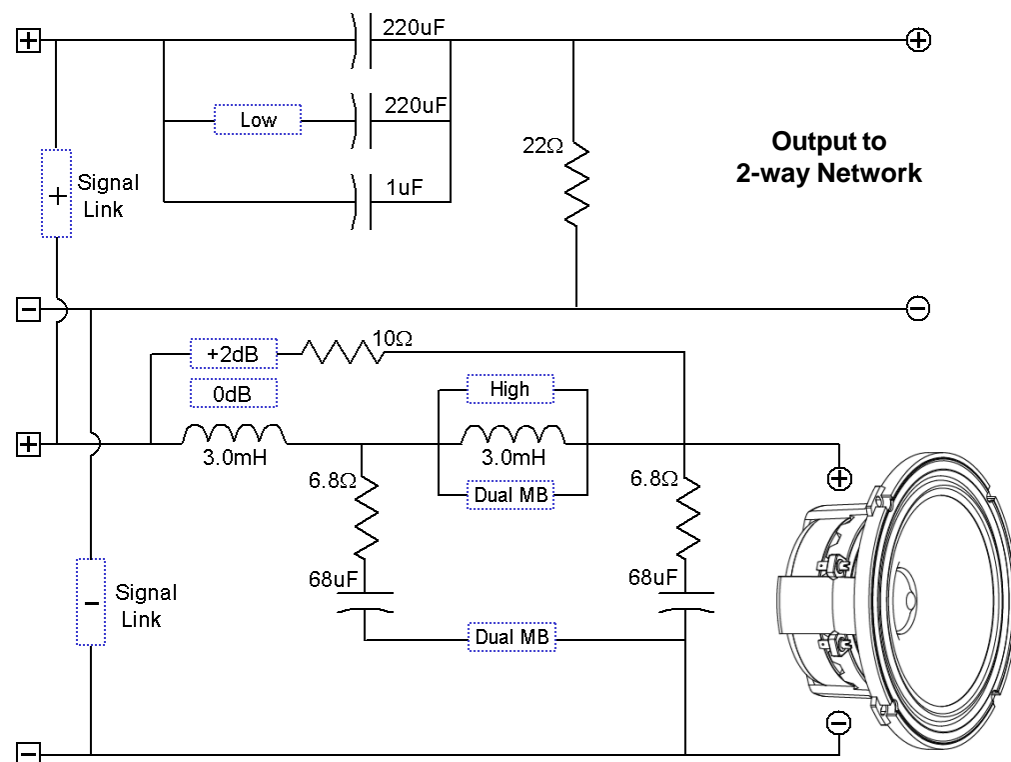 +
220uF
+
Low
220uF
22Ω
Output to
2-way Network
+
Signal
Link
1uF
-
-
+2dB
10Ω
0dB
High
+
3.0mH
3.0mH
6.8Ω
Dual MB
6.8Ω
+
68uF
68uF
-
Signal
Link
Dual MB
-
-